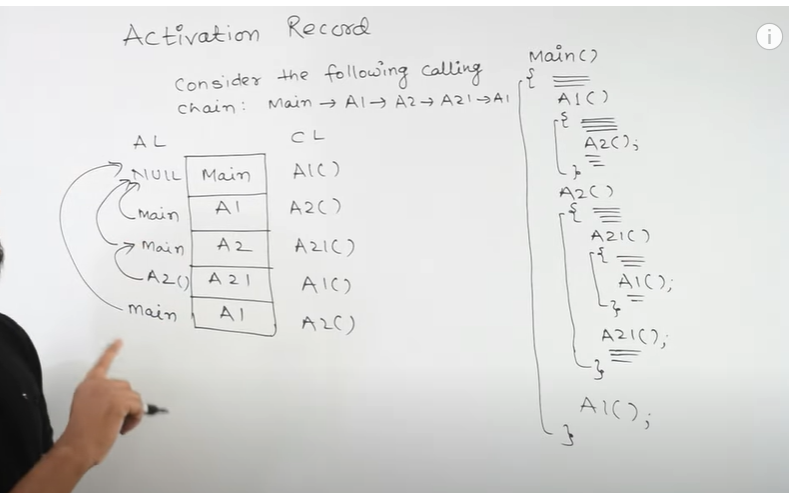 Activation Record
Consider the following calling
chain: Main → A1 → A2 → A21 → A1
AL CL
NULL Main A1()
Main A1 A2()
Main A2 A21()
A2() A21 A1()
Main A1 A2()
Main()
{
A1()
{
A2();
}
A2()
{
A21()
{
A1();
}
A21();
}
A1();
}
i